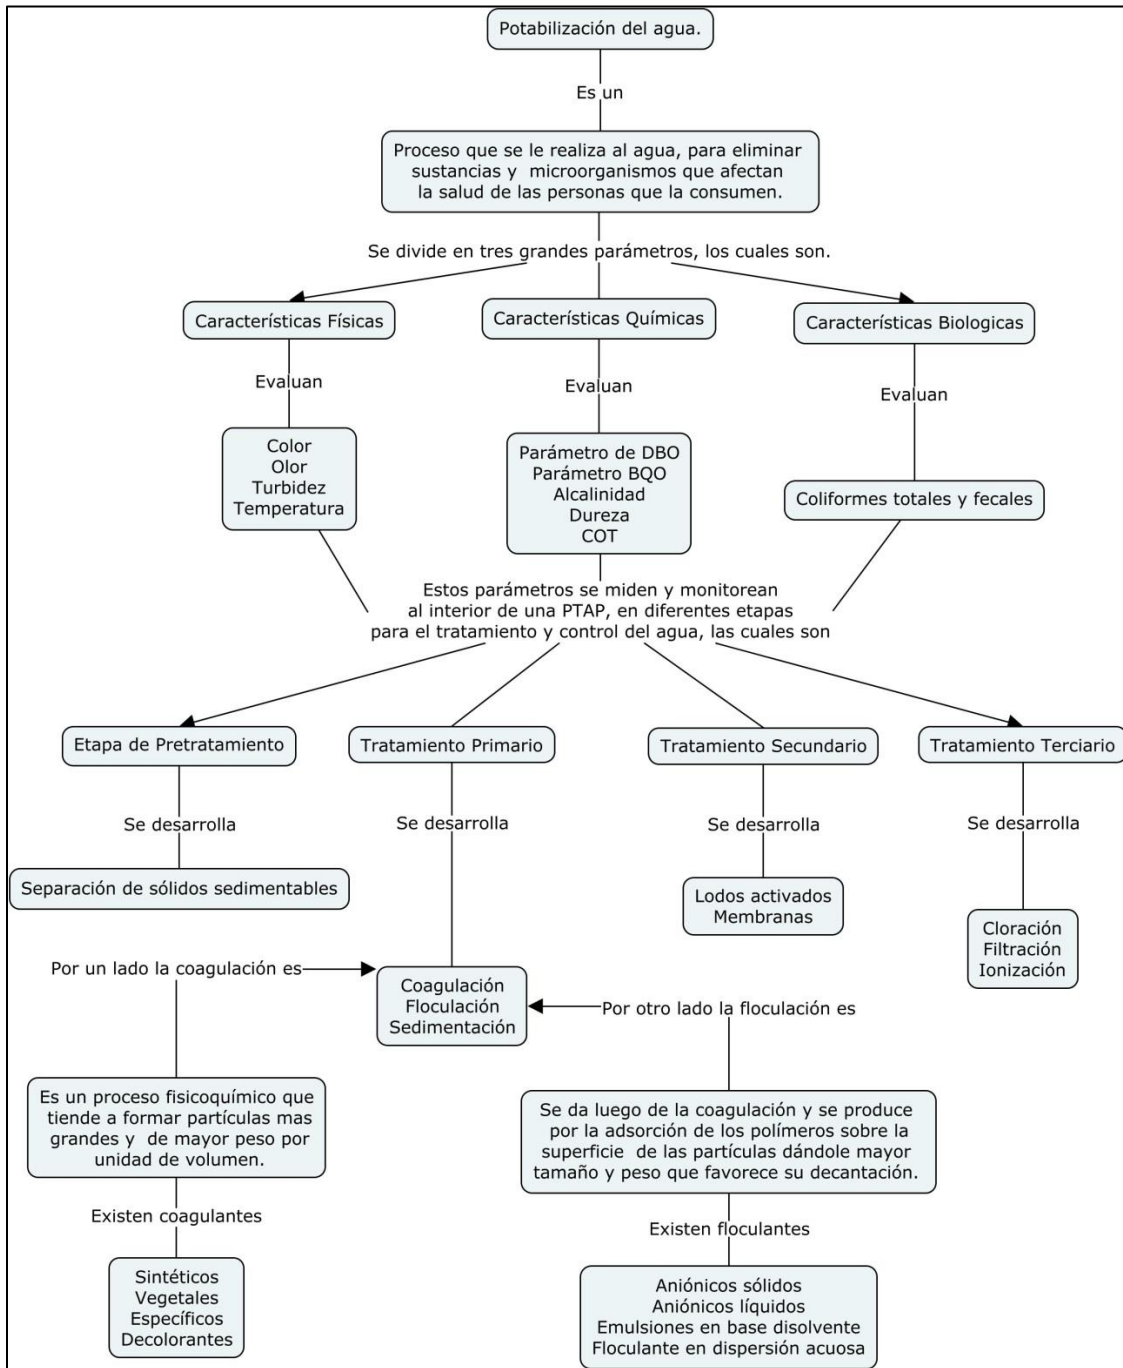 Potabilización del agua.
Es un
Proceso que se le realiza al agua, para eliminar
sustancias y microorganismos que afectan
la salud de las personas que la consumen.
Se divide en tres grandes parámetros, los cuales son.
Características Físicas
Características Químicas
Características Biologicas
Evaluan
Evaluan
Evaluan
Color
Olor
Turbidez
Temperatura
Parámetro de DBO
Parámetro BQO
Alcalinidad
Dureza
COT
Coliformes totales y fecales
Estos parámetros se miden y monitorean
al interior de una PTAP, en diferentes etapas
para el tratamiento y control del agua, las cuales son
Etapa de Pretratamiento
Tratamiento Primario
Tratamiento Secundario
Tratamiento Terciario
Se desarrolla
Se desarrolla
Se desarrolla
Se desarrolla
Separación de sólidos sedimentables
Lodos activados
Membranas
Cloración
Filtración
Ionización
Por un lado la coagulación es
Coagulación
Floculación
Sedimentación
Por otro lado la floculación es
Es un proceso fisicoquímico que
tiende a formar partículas mas
grandes y de mayor peso por
unidad de volumen.
Se da luego de la coagulación y se produce
por la adsorción de los polímeros sobre la
superficie de las partículas dándole mayor
tamaño y peso que favorece su decantación.
Existen coagulantes
Existen floculantes
Sintéticos
Vegetales
Específicos
Decolorantes
Aniónicos sólidos
Aniónicos líquidos
Emulsiones en base disolvente
Floculante en dispersión acuosa